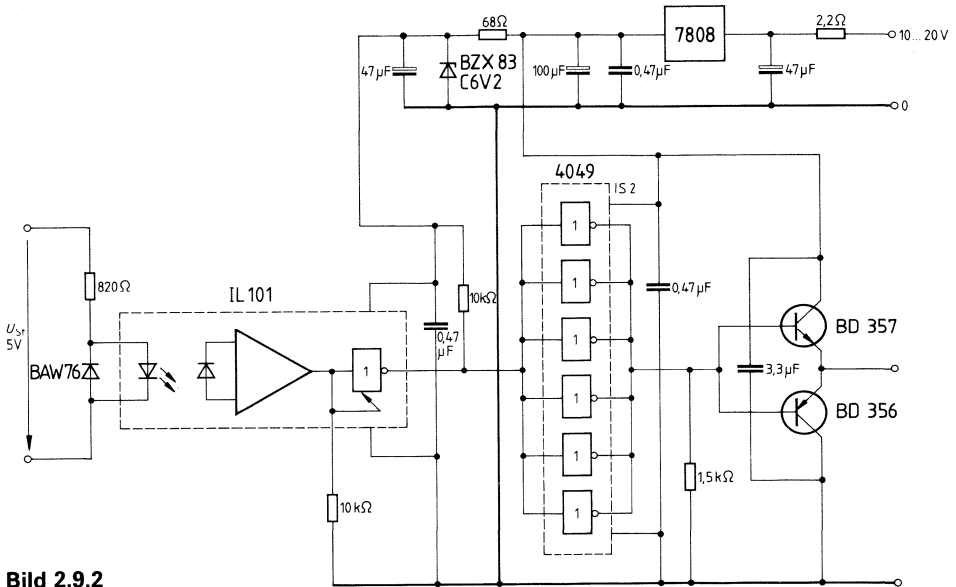 68Ω
7808
2,2Ω
10...20 V
47µF
BZX 83
C6V2
100µF
0,47µF
47µF
0
4049
IS 2
1
1
1
1
1
1
820Ω
IL 101
10kΩ
0,47
µF
0,47µF
U_St
5V
BAW76
1
BD 357
3,3µF
BD 356
1,5kΩ
10kΩ
Bild 2.9.2